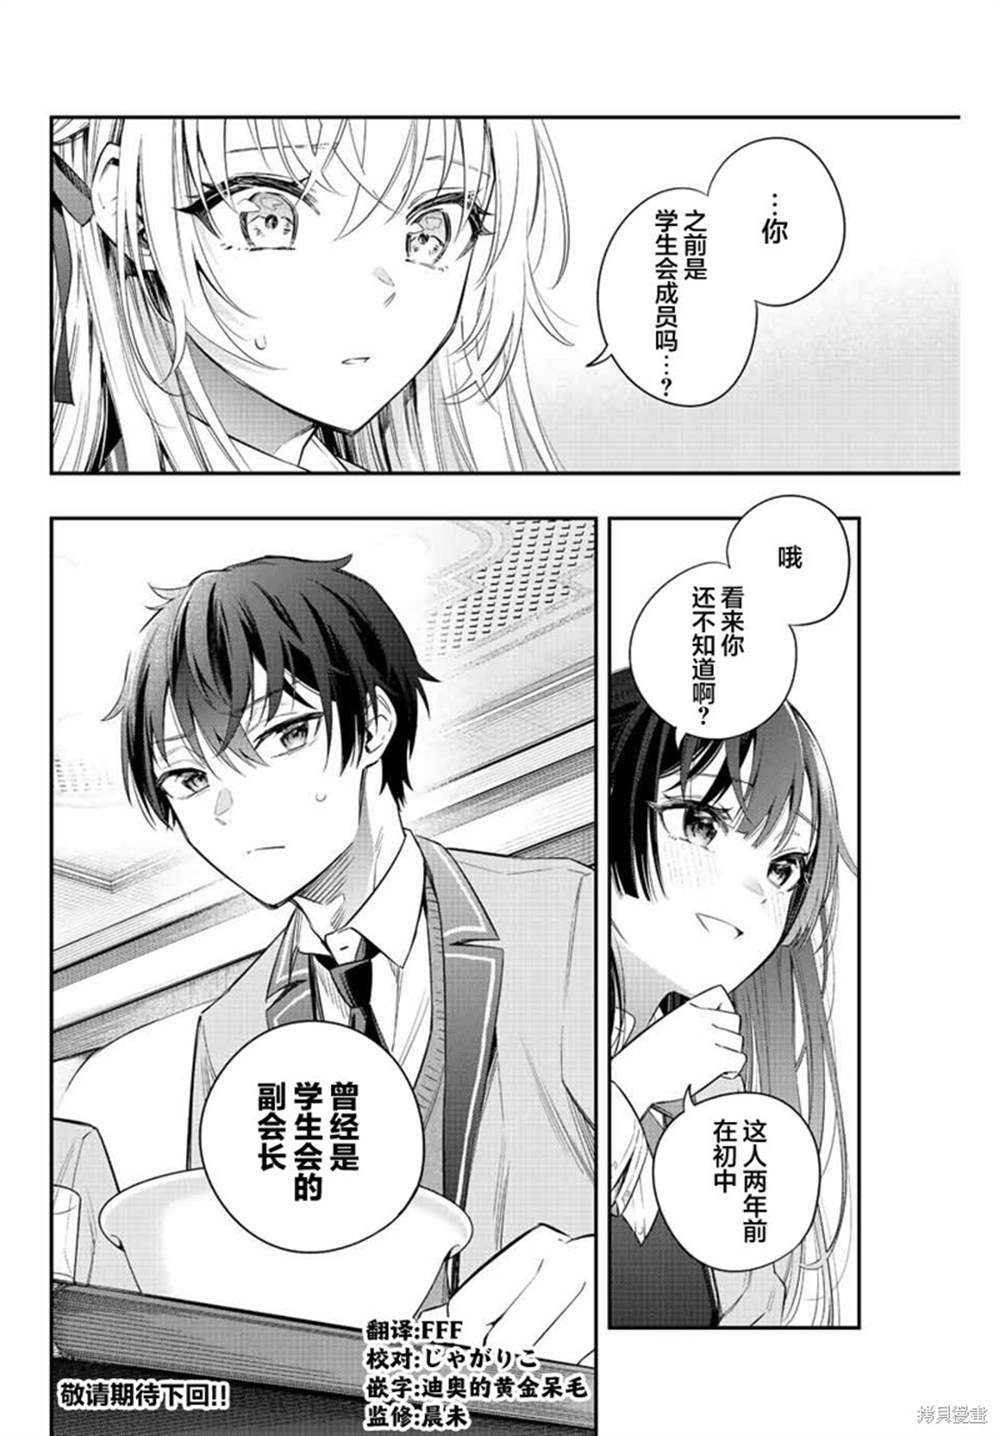 …你
之前是
学生会成员吗…?
哦
看来你
还不知道啊?
这人两年前
在初中
曾经是
学生会的
副会长
翻译:FFF
校对:じゃがりこ
嵌字:迪奥的黄金呆毛
监修:晨未
敬请期待下回!!
拷貝漫畫